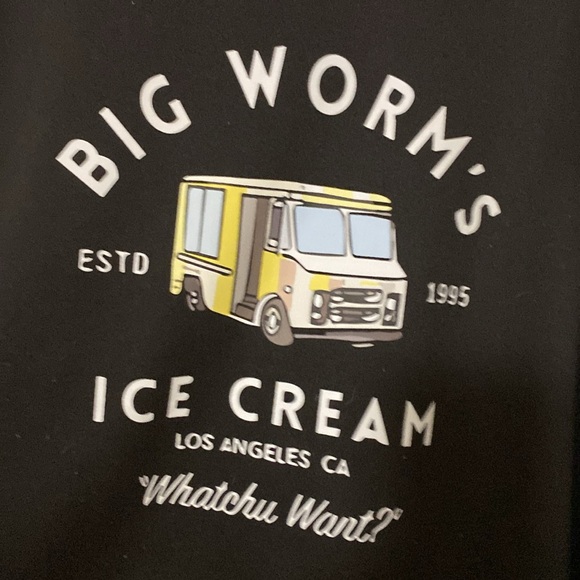 BIG WORM'S
ESTD 1995
ICE CREAM
LOS ANGELES CA
"Whatchu Want?"